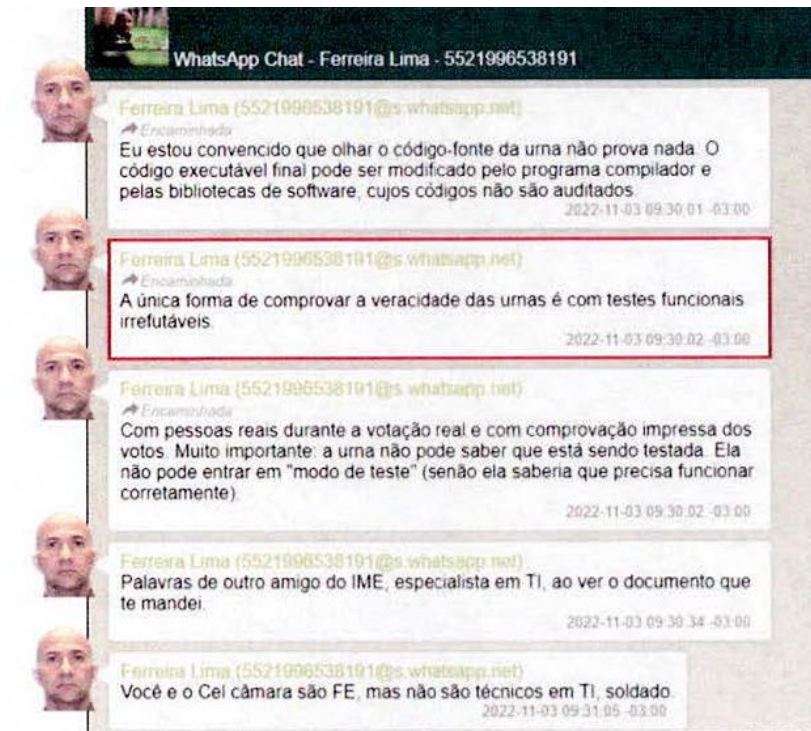 WhatsApp Chat - Ferreira Lima - 5521996538191
Ferreira Lima (5521996538191@s.whatsapp.net)
Encaminhada
Eu estou convencido que olhar o código-fonte da urna não prova nada. O
código executável final pode ser modificado pelo programa compilador e
pelas bibliotecas de software, cujos códigos não são auditados.
2022-11-03 09:30:01 -03:00
Ferreira Lima (5521996538191@s.whatsapp.net)
Encaminhada
A única forma de comprovar a veracidade das urnas é com testes funcionais
irrefutáveis.
2022-11-03 09:30:02 -03:00
Ferreira Lima (5521996538191@s.whatsapp.net)
Encaminhada
Com pessoas reais durante a votação real e com comprovação impressa dos
votos. Muito importante: a urna não pode saber que está sendo testada. Ela
não pode entrar em "modo de teste" (senão ela saberia que precisa funcionar
corretamente).
2022-11-03 09:30:02 -03:00
Ferreira Lima (5521996538191@s.whatsapp.net)
Palavras de outro amigo do IME, especialista em TI, ao ver o documento que
te mandei.
2022-11-03 09:30:34 -03:00
Ferreira Lima (5521996538191@s.whatsapp.net)
Você e o Cel câmara são FE, mas não são técnicos em TI, soldado.
2022-11-03 09:31:05 -03:00